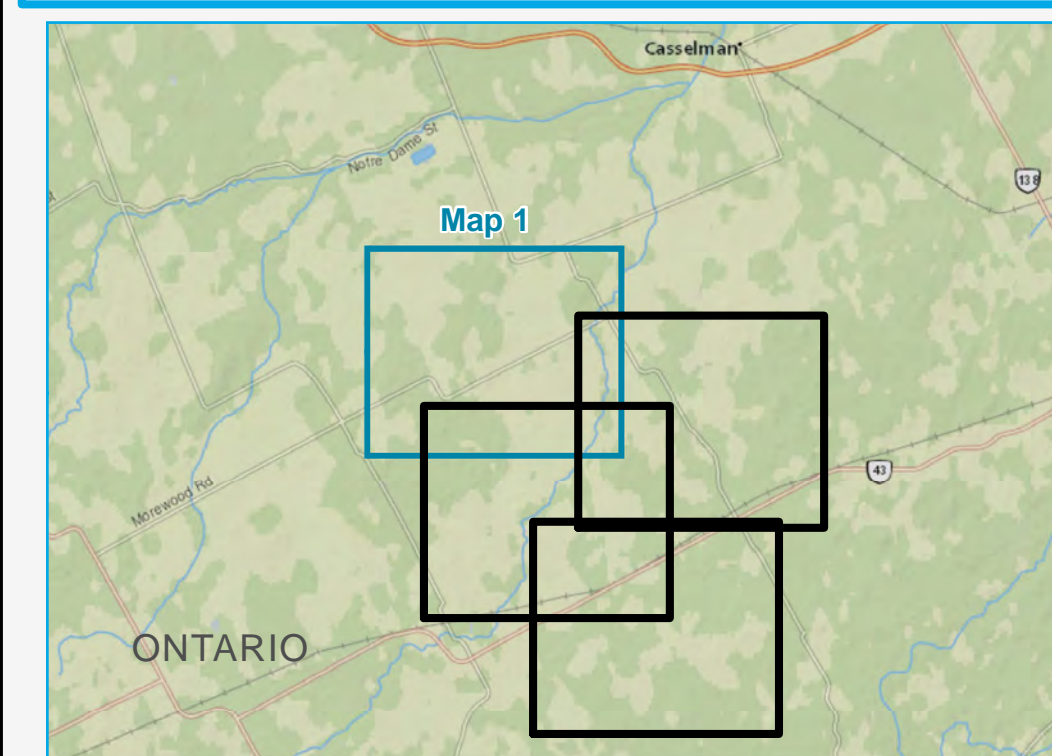 Casselman
Notre Dame St
138
Map 1
43
Morewood Rd
ONTARIO